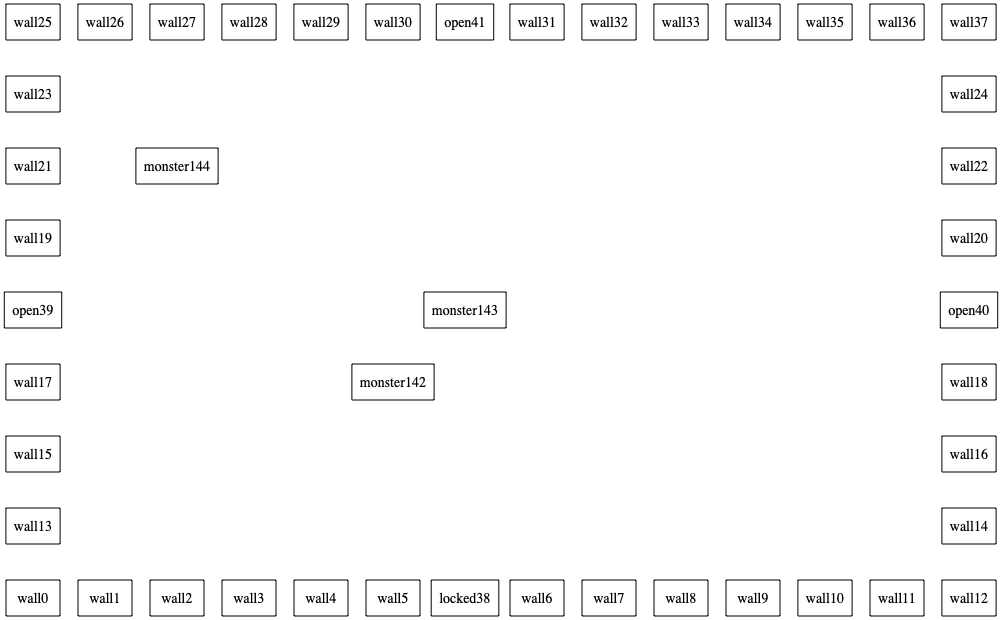 wall25 wall26 wall27 wall28 wall29 wall30 open41 wall31 wall32 wall33 wall34 wall35 wall36 wall37
wall23 wall24
wall21 monster144 wall22
wall19 wall20
open39 monster143 open40
wall17 monster142 wall18
wall15 wall16
wall13 wall14
wall0 wall1 wall2 wall3 wall4 wall5 locked38 wall6 wall7 wall8 wall9 wall10 wall11 wall12